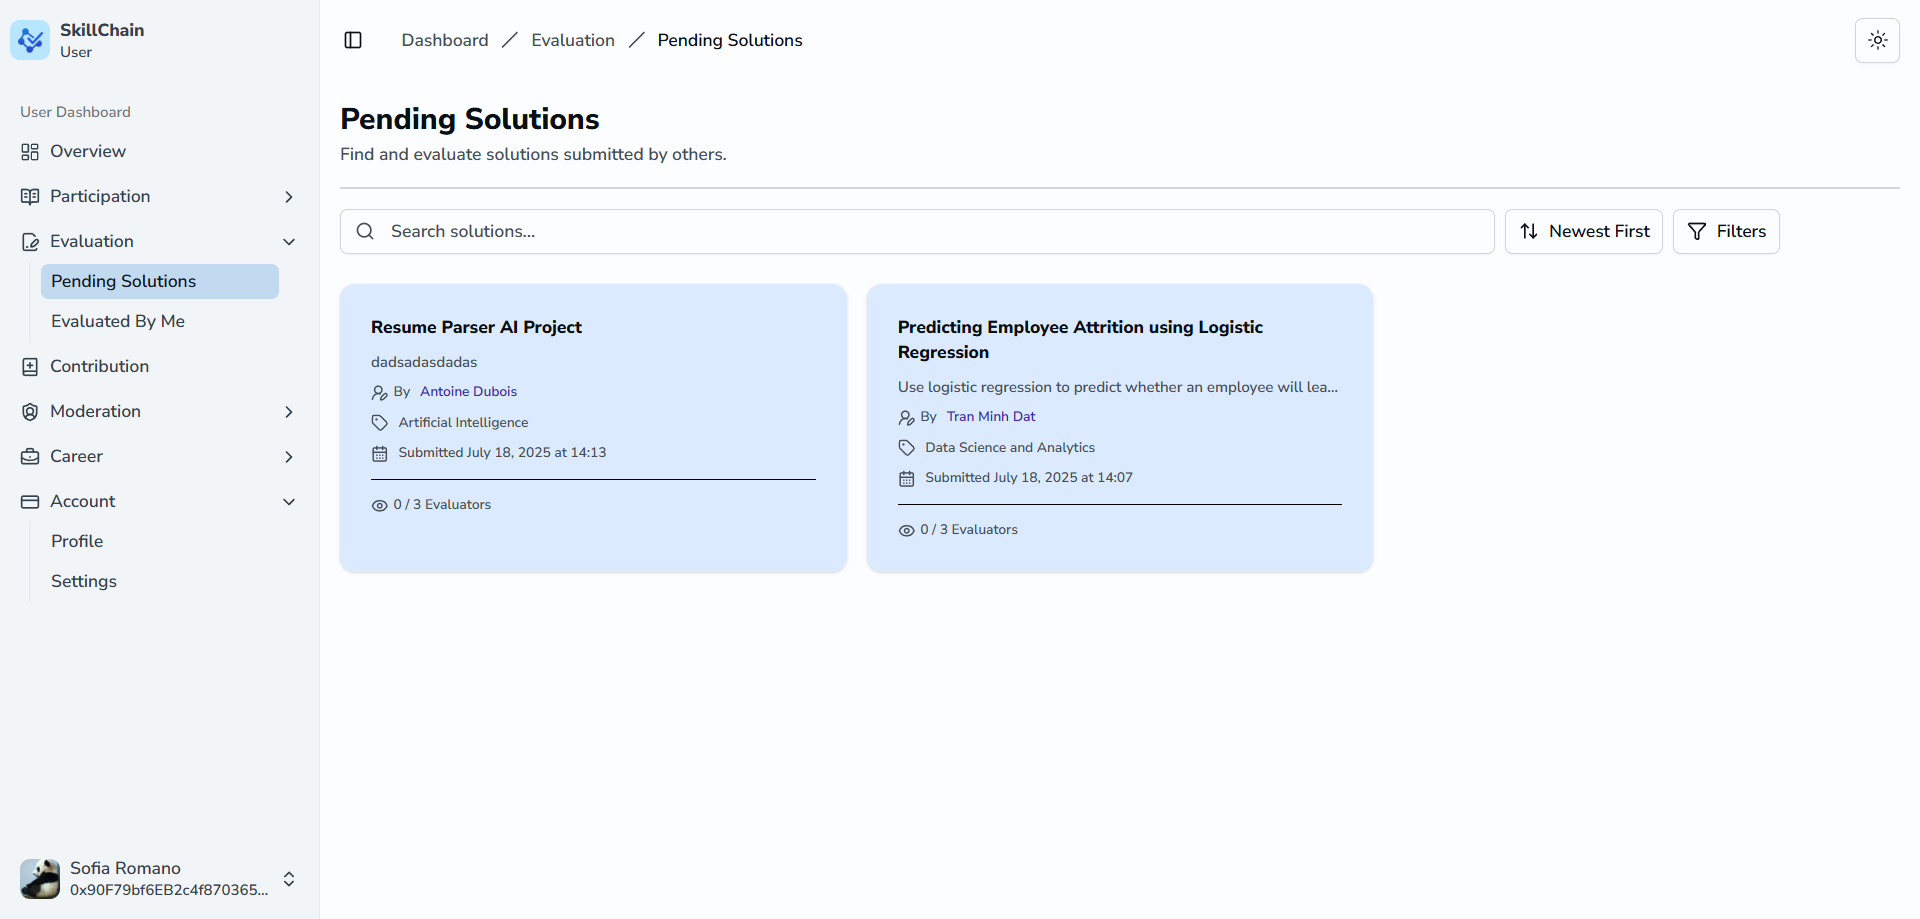 SkillChain
User
User Dashboard
Overview
Participation
Evaluation
Pending Solutions
Evaluated By Me
Contribution
Moderation
Career
Account
Profile
Settings
Sofia Romano
0x90F79bf6EB2c4f870365...
Dashboard / Evaluation / Pending Solutions
Pending Solutions
Find and evaluate solutions submitted by others.
Search solutions...
Newest First
Filters
Resume Parser AI Project
dadsadasdadas
By Antoine Dubois
Artificial Intelligence
Submitted July 18, 2025 at 14:13
0 / 3 Evaluators
Predicting Employee Attrition using Logistic
Regression
Use logistic regression to predict whether an employee will lea...
By Tran Minh Dat
Data Science and Analytics
Submitted July 18, 2025 at 14:07
0 / 3 Evaluators